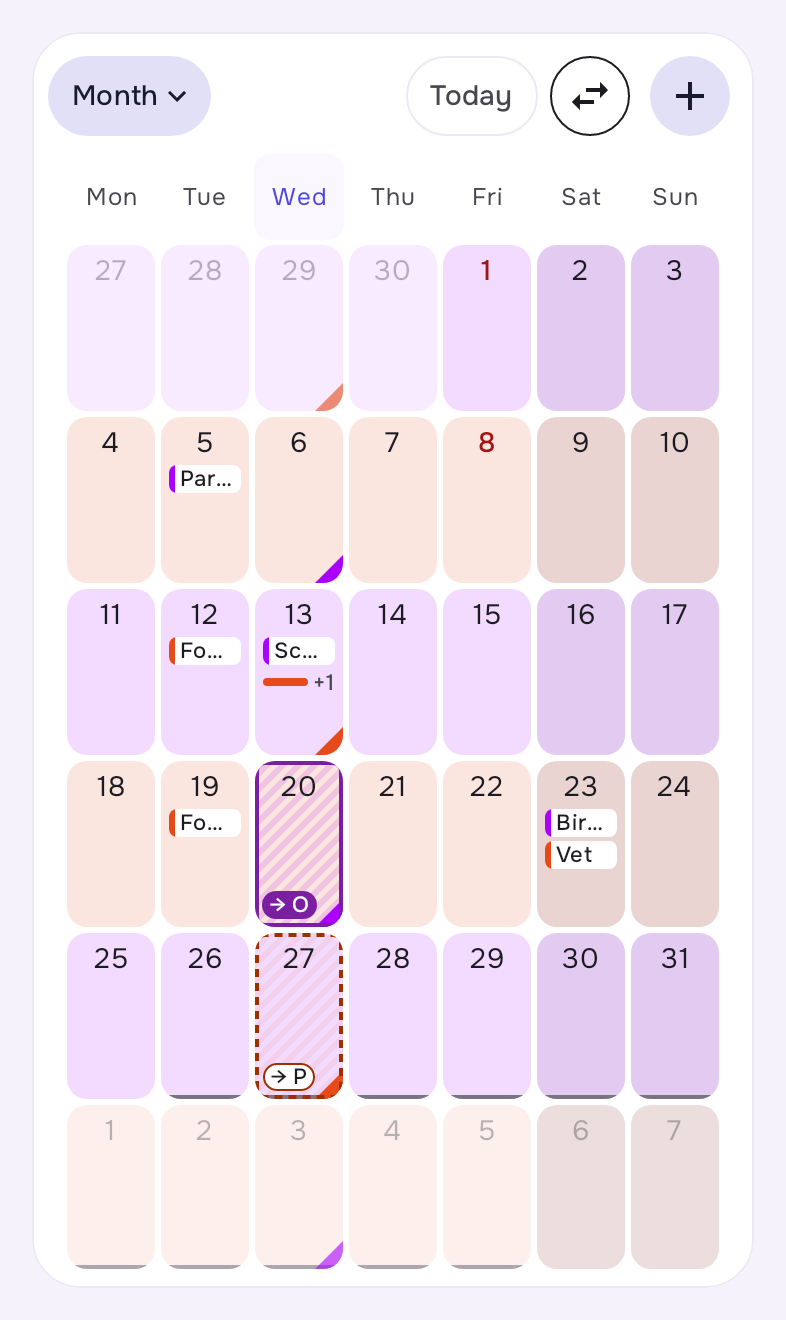 Month Today
Mon Tue Wed Thu Fri Sat Sun
27 28 29 30 1 2 3
4 5 6 7 8 9 10
Par...
11 12 13 14 15 16 17
Fo... Sc...
+1
18 19 20 21 22 23 24
Fo... Bir...
Vet
→ O
25 26 27 28 29 30 31
→ P
1 2 3 4 5 6 7